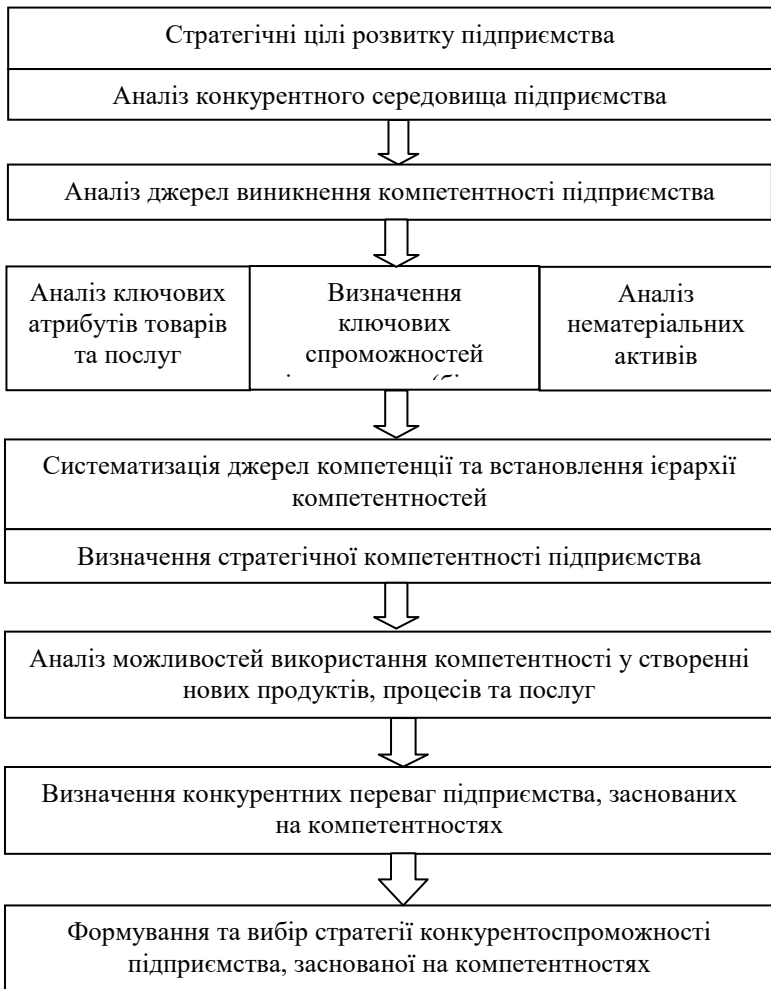 Стратегічні цілі розвитку підприємства
Аналіз конкурентного середовища підприємства
Аналіз джерел виникнення компетентності підприємства
Аналіз ключових
атрибутів товарів
та послуг
Визначення
ключових
спроможностей
Аналіз
нематеріальних
активів
Систематизація джерел компетенції та встановлення ієрархії
компетентностей
Визначення стратегічної компетентності підприємства
Аналіз можливостей використання компетентності у створенні
нових продуктів, процесів та послуг
Визначення конкурентних переваг підприємства, заснованих
на компетентностях
Формування та вибір стратегії конкурентоспроможності
підприємства, заснованої на компетентностях